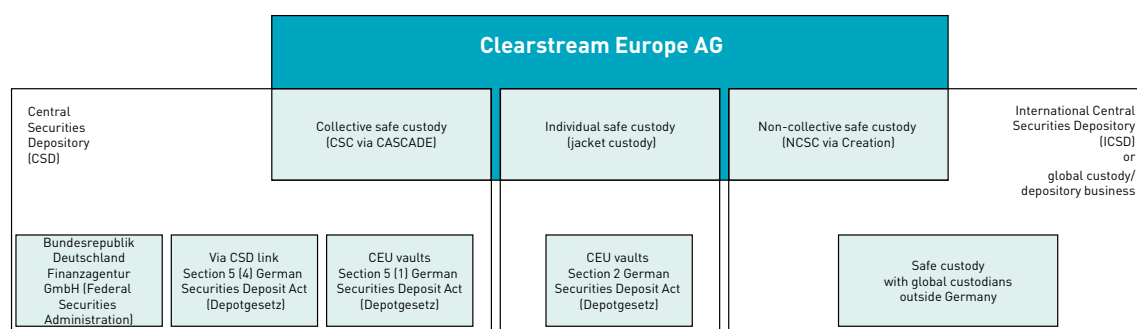 Clearstream Europe AG
Central
Securities
Depository
(CSD)
Collective safe custody
(CSC via CASCADE)
Individual safe custody
(jacket custody)
Non-collective safe custody
(NCSC via Creation)
International Central
Securities Depository
(ICSD)
or
global custody/
depository business
Bundesrepublik
Deutschland
Finanzagentur
GmbH (Federal
Securities
Administration)
Via CSD link
Section 5 (4) German
Securities Deposit Act
(Depotgesetz)
CEU vaults
Section 5 (1) German
Securities Deposit Act
(Depotgesetz)
CEU vaults
Section 2 German
Securities Deposit Act
(Depotgesetz)
Safe custody
with global custodians
outside Germany